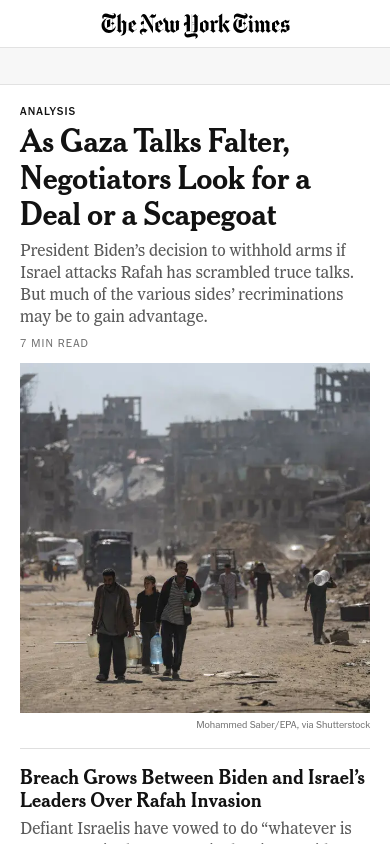 The New York Times
ANALYSIS
As Gaza Talks Falter,
Negotiators Look for a
Deal or a Scapegoat
President Biden’s decision to withhold arms if
Israel attacks Rafah has scrambled truce talks.
But much of the various sides’ recriminations
may be to gain advantage.
7 MIN READ
Mohammed Saber/EPA, via Shutterstock
Breach Grows Between Biden and Israel’s
Leaders Over Rafah Invasion
Defiant Israelis have vowed to do “whatever is